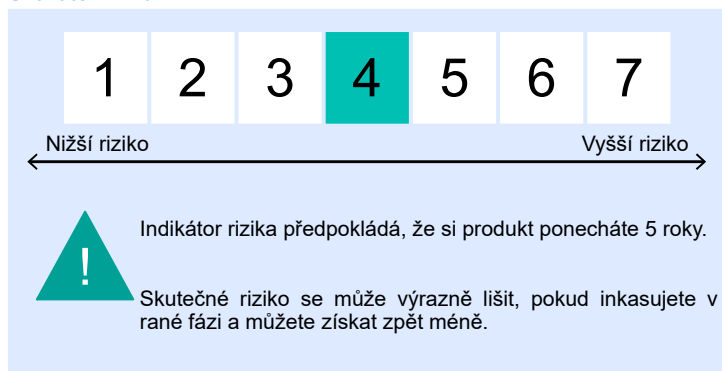 1 2 3 4 5 6 7
Nižší riziko Vyšší riziko
!
Indikátor rizika předpokládá, že si produkt ponecháte 5 roky.
Skutečné riziko se může výrazně lišit, pokud inkasujete v
rané fázi a můžete získat zpět méně.